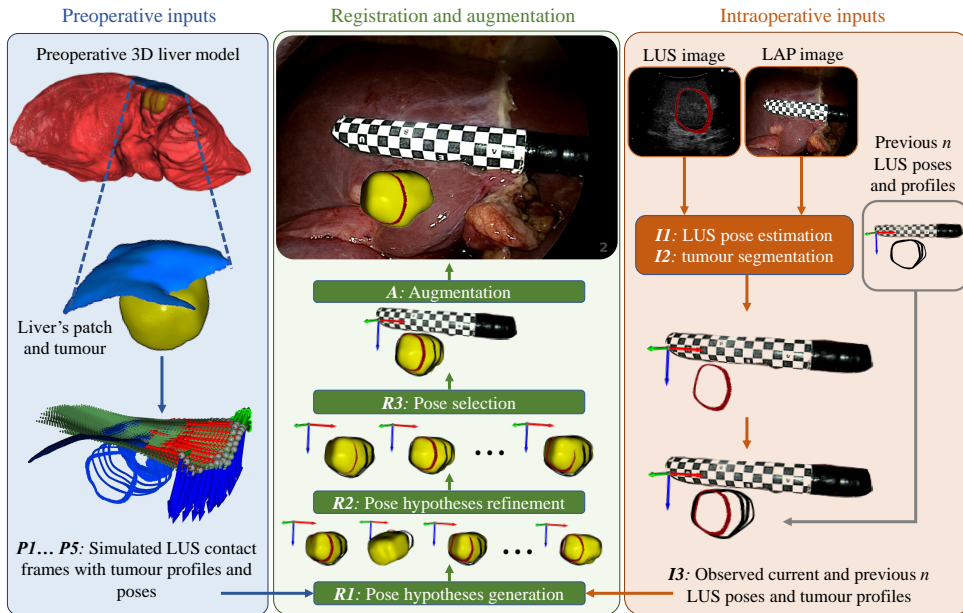 Preoperative inputs
Preoperative 3D liver model
Liver's patch
and tumour
P1... P5: Simulated LUS contact
frames with tumour profiles and
poses
Registration and augmentation
2
A: Augmentation
R3: Pose selection
R2: Pose hypotheses refinement
R1: Pose hypotheses generation
Intraoperative inputs
LUS image
LAP image
Previous n
LUS poses
and profiles
I1: LUS pose estimation
I2: tumour segmentation
I3: Observed current and previous n
LUS poses and tumour profiles